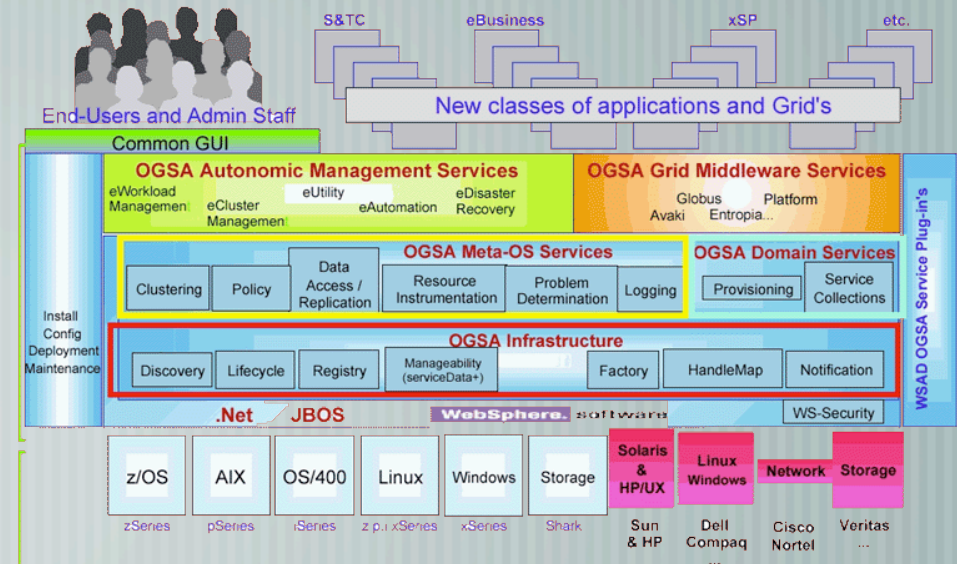 S&TC
eBusiness
xSP
etc.
New classes of applications and Grid's
End-Users and Admin Staff
Common GUI
OGSA Autonomic Management Services
eWorkload
Management
eCluster
Management
eUtility
eAutomation
eDisaster
Recovery
OGSA Grid Middleware Services
Globus
Platform
Avaki
Entropia...
WSAD OGSA Service Plug-in's
Install
Config
Deployment
Maintenance
OGSA Meta-OS Services
Clustering
Policy
Data
Access /
Replication
Resource
Instrumentation
Problem
Determination
Logging
OGSA Domain Services
Provisioning
Service
Collections
OGSA Infrastructure
Discovery
Lifecycle
Registry
Manageability
(serviceData+)
Factory
HandleMap
Notification
.Net
JBOS
WebSphere. software
WS-Security
z/OS
AIX
OS/400
Linux
Windows
Storage
Solaris
&
HP/UX
Linux
Windows
Network
Storage
zSeries
pSeries
iSeries
z p.i xSeries
xSeries
Shark
Sun
& HP
Dell
Compaq
...
Cisco
Nortel
Veritas
...